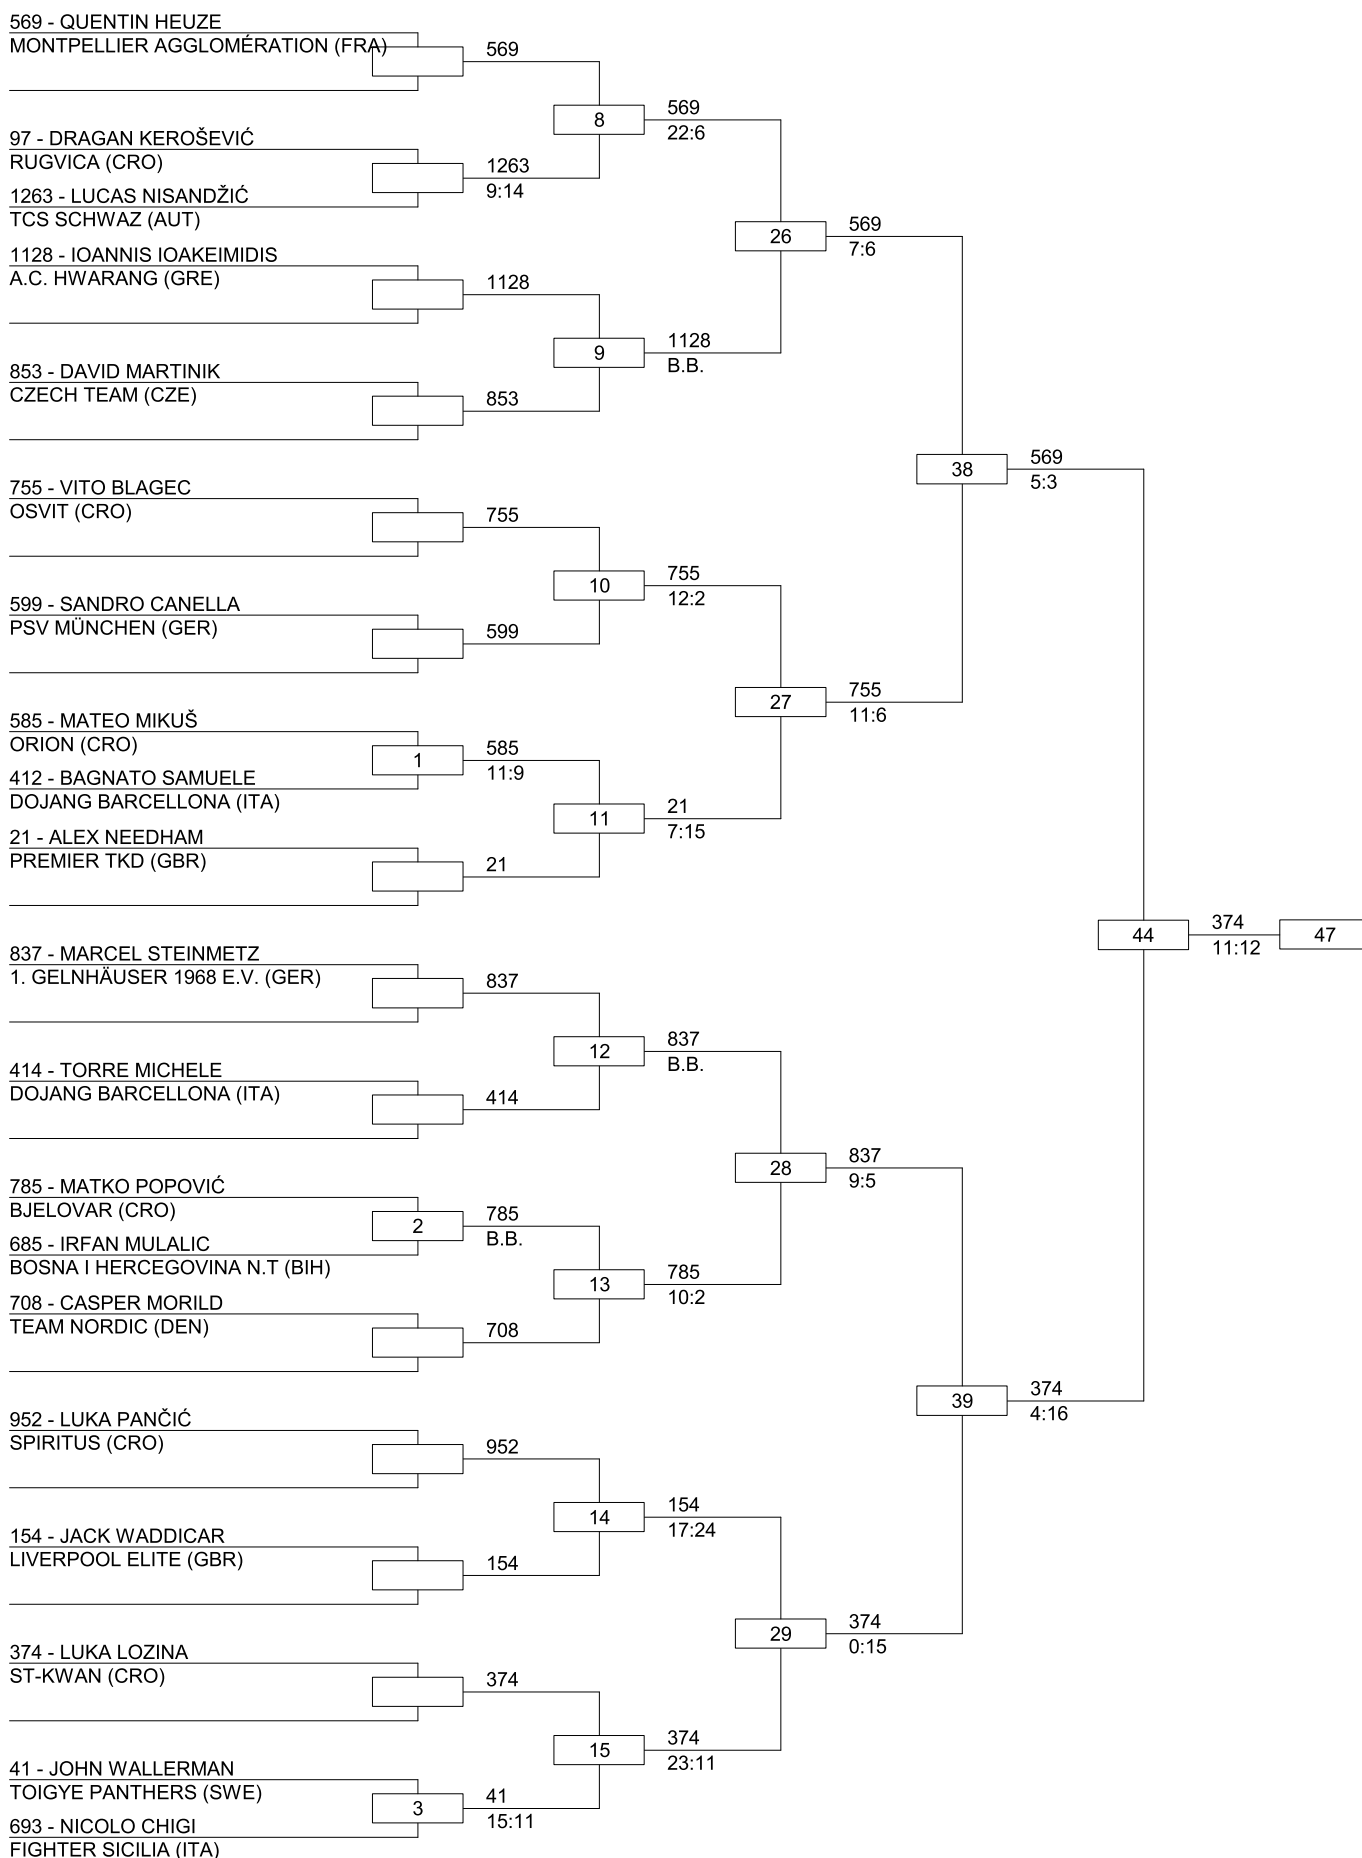 569 - QUENTIN HEUZE
MONTPELLIER AGGLOMÉRATION (FRA)
569
8
569
22:6
97 - DRAGAN KEROŠEVIĆ
RUGVICA (CRO)
1263
9:14
1263 - LUCAS NISANDŽIĆ
TCS SCHWAZ (AUT)
26
569
7:6
1128 - IOANNIS IOAKEIMIDIS
A.C. HWARANG (GRE)
1128
9
1128
B.B.
853 - DAVID MARTINIK
CZECH TEAM (CZE)
853
38
569
5:3
755 - VITO BLAGEC
OSVIT (CRO)
755
10
755
12:2
599 - SANDRO CANELLA
PSV MÜNCHEN (GER)
599
27
755
11:6
585 - MATEO MIKUŠ
ORION (CRO)
1
585
11:9
412 - BAGNATO SAMUELE
DOJANG BARCELLONA (ITA)
11
21
7:15
21 - ALEX NEEDHAM
PREMIER TKD (GBR)
21
44
374
11:12
47
837 - MARCEL STEINMETZ
1. GELNHÄUSER 1968 E.V. (GER)
837
12
837
B.B.
414 - TORRE MICHELE
DOJANG BARCELLONA (ITA)
414
28
837
9:5
785 - MATKO POPOVIĆ
BJELOVAR (CRO)
2
785
B.B.
685 - IRFAN MULALIC
BOSNA I HERCEGOVINA N.T (BIH)
13
785
10:2
708 - CASPER MORILD
TEAM NORDIC (DEN)
708
39
374
4:16
952 - LUKA PANČIĆ
SPIRITUS (CRO)
952
14
154
17:24
154 - JACK WADDICAR
LIVERPOOL ELITE (GBR)
154
29
374
0:15
374 - LUKA LOZINA
ST-KWAN (CRO)
374
15
374
23:11
41 - JOHN WALLERMAN
TOIGYE PANTHERS (SWE)
3
41
15:11
693 - NICOLO CHIGI
FIGHTER SICILIA (ITA)